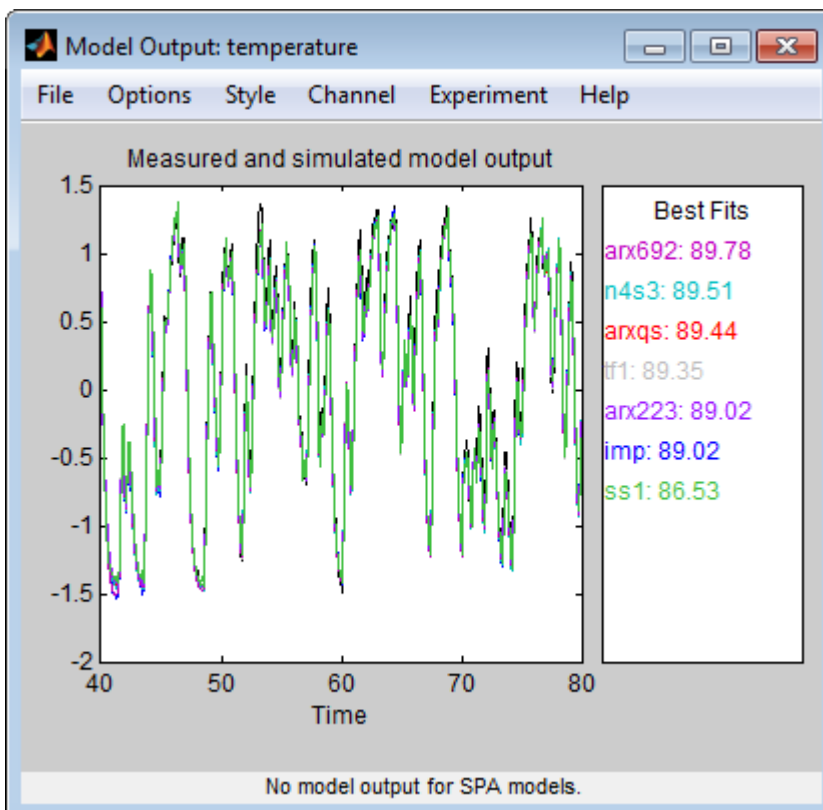 Model Output: temperature
File Options Style Channel Experiment Help
Measured and simulated model output
1.5
1
0.5
0
-0.5
-1
-1.5
-2
40 50 60 70 80
Time
Best Fits
arx692: 89.78
n4s3: 89.51
arxqs: 89.44
tf1: 89.35
arx223: 89.02
imp: 89.02
ss1: 86.53
No model output for SPA models.